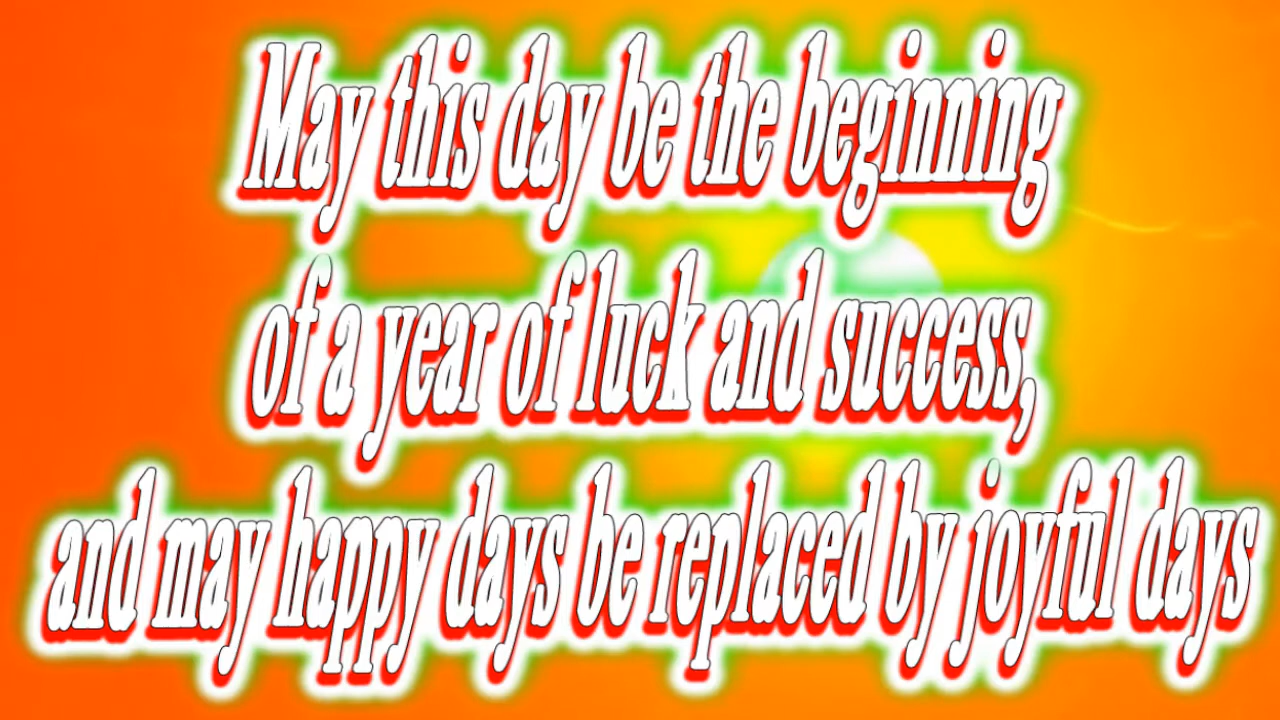 May this day be the beginning
of a year of luck and success,
and may happy days be replaced by joyful days